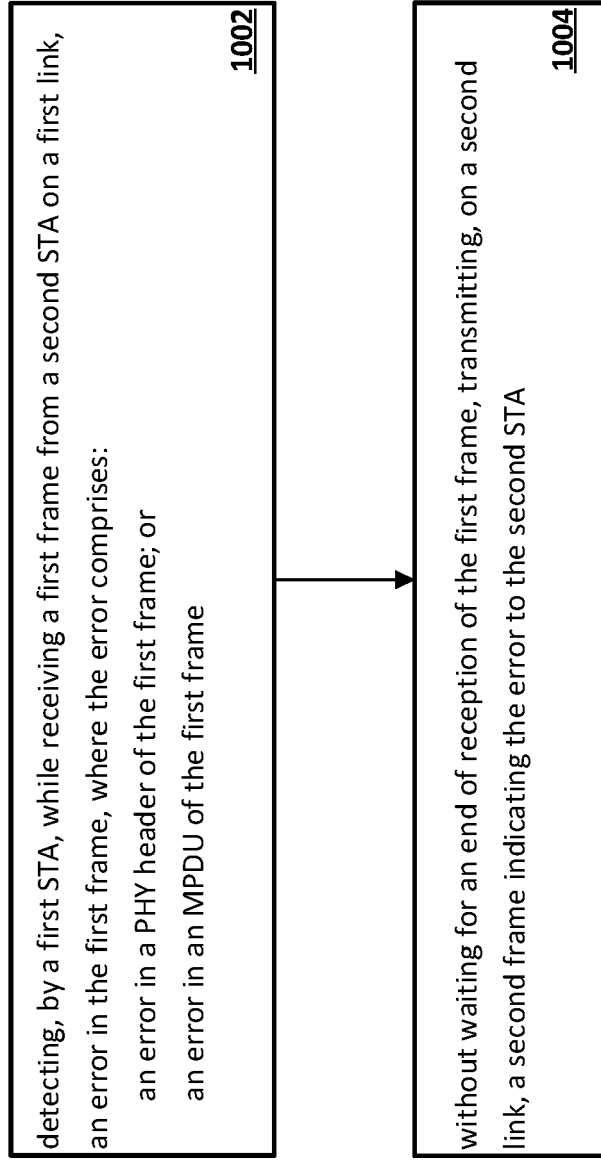 detecting, by a first STA, while receiving a first frame from a second STA on a first link,
an error in the first frame, where the error comprises:
an error in a PHY header of the first frame; or
an error in an MPDU of the first frame
1002
without waiting for an end of reception of the first frame, transmitting, on a second
link, a second frame indicating the error to the second STA
1004